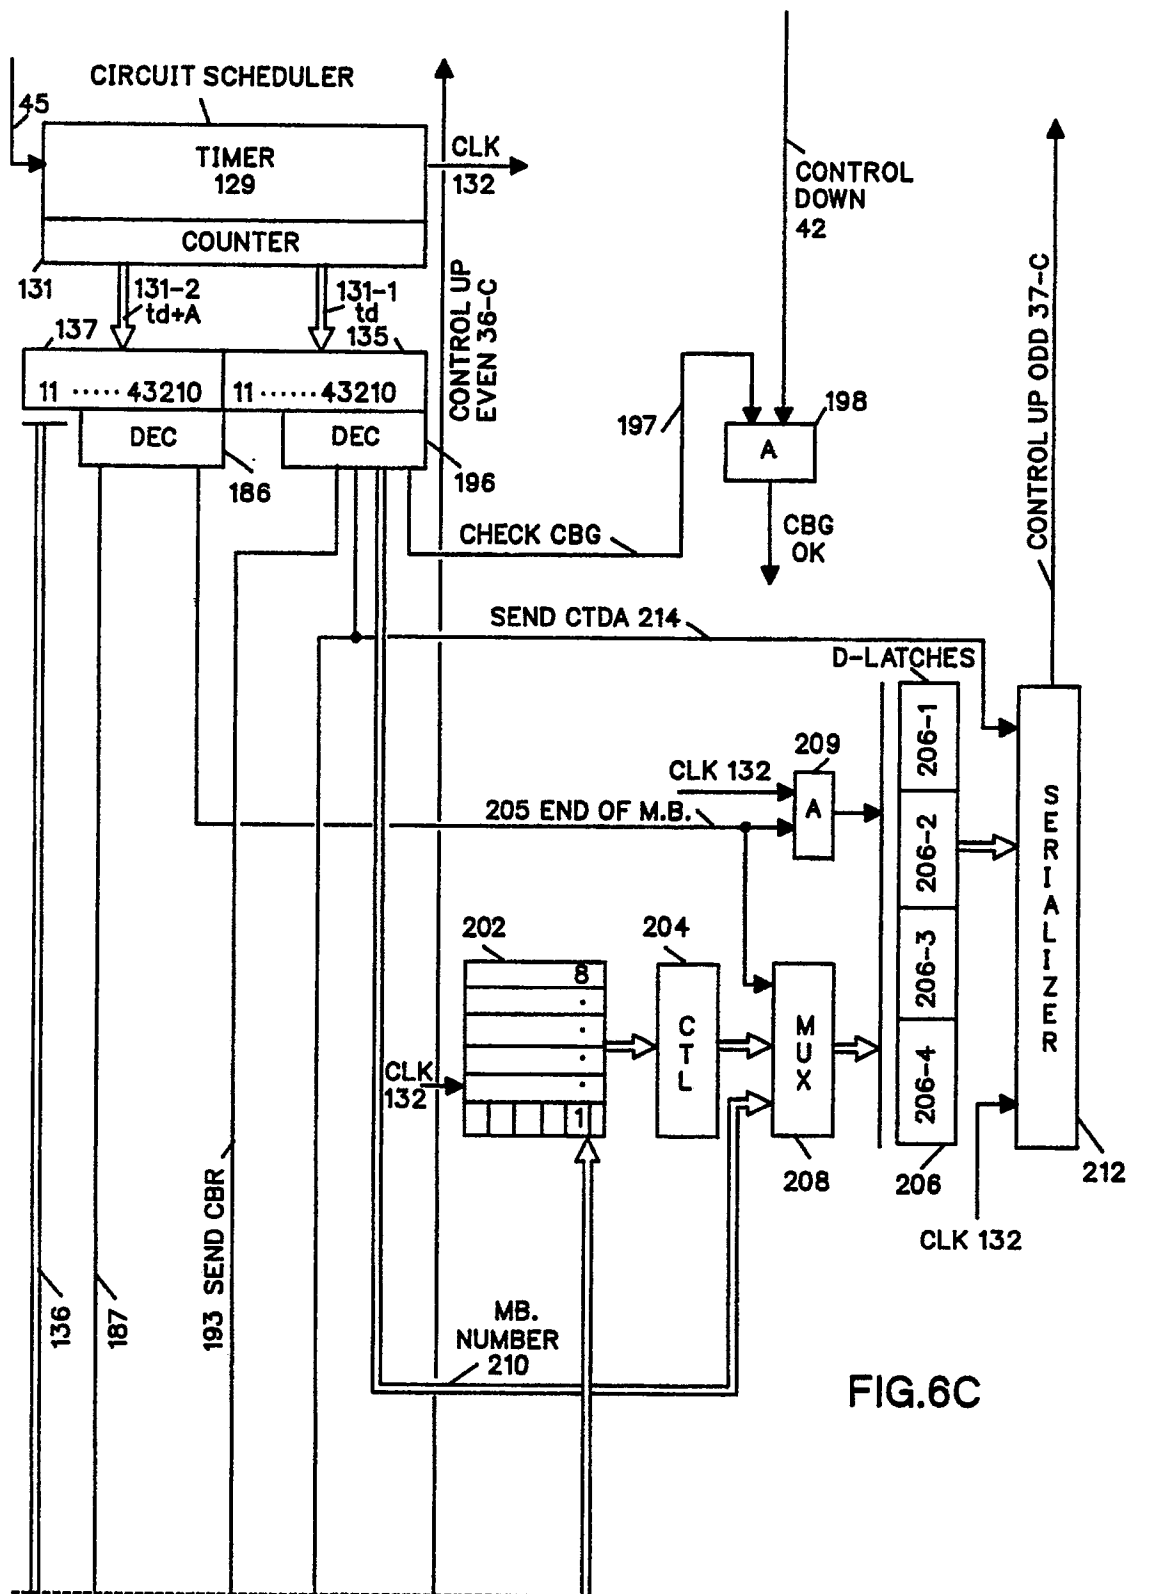 CIRCUIT SCHEDULER
45
TIMER
129
CLK
132
COUNTER
131
131-2
td+A
131-1
td
137
135
11 ...... 43210
11 ...... 43210
DEC
DEC
186
196
CONTROL UP
EVEN 36-C
CONTROL
DOWN
42
197
198
A
CHECK CBG
CBG
OK
CONTROL UP ODD 37-C
SEND CTDA 214
D-LATCHES
209
CLK 132
A
205 END OF M.B.
206-1
206-2
206-3
206-4
SERIALIZER
202
204
8
.
.
.
.
1
CTL
MUX
CLK
132
208
206
212
CLK 132
136
187
193 SEND CBR
MB.
NUMBER
210
FIG.6C